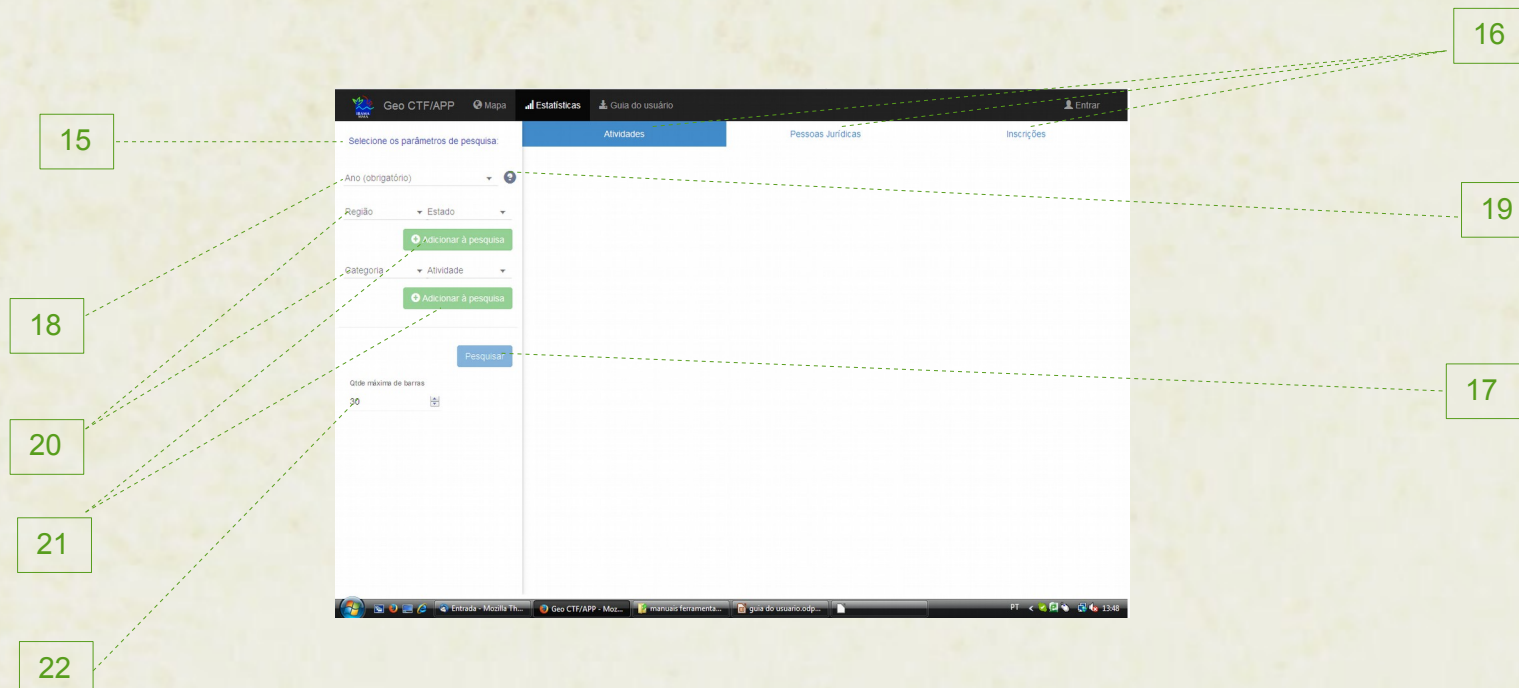 16
Geo CTF/APP Mapa Estatísticas Guia do usuário Entrar
15
Selecione os parâmetros de pesquisa:
Atividades Pessoas Jurídicas Inscrições
Ano (obrigatório) ?
19
Região Estado
Adicionar à pesquisa
Categoria Atividade
Adicionar à pesquisa
18
Pesquisar
17
Qtde máxima de barras
30
20
21
Entrada - Mozilla Th... Geo CTF/APP - Moz... manuais ferramenta... guia do usuario.odp... PT 13:48
22